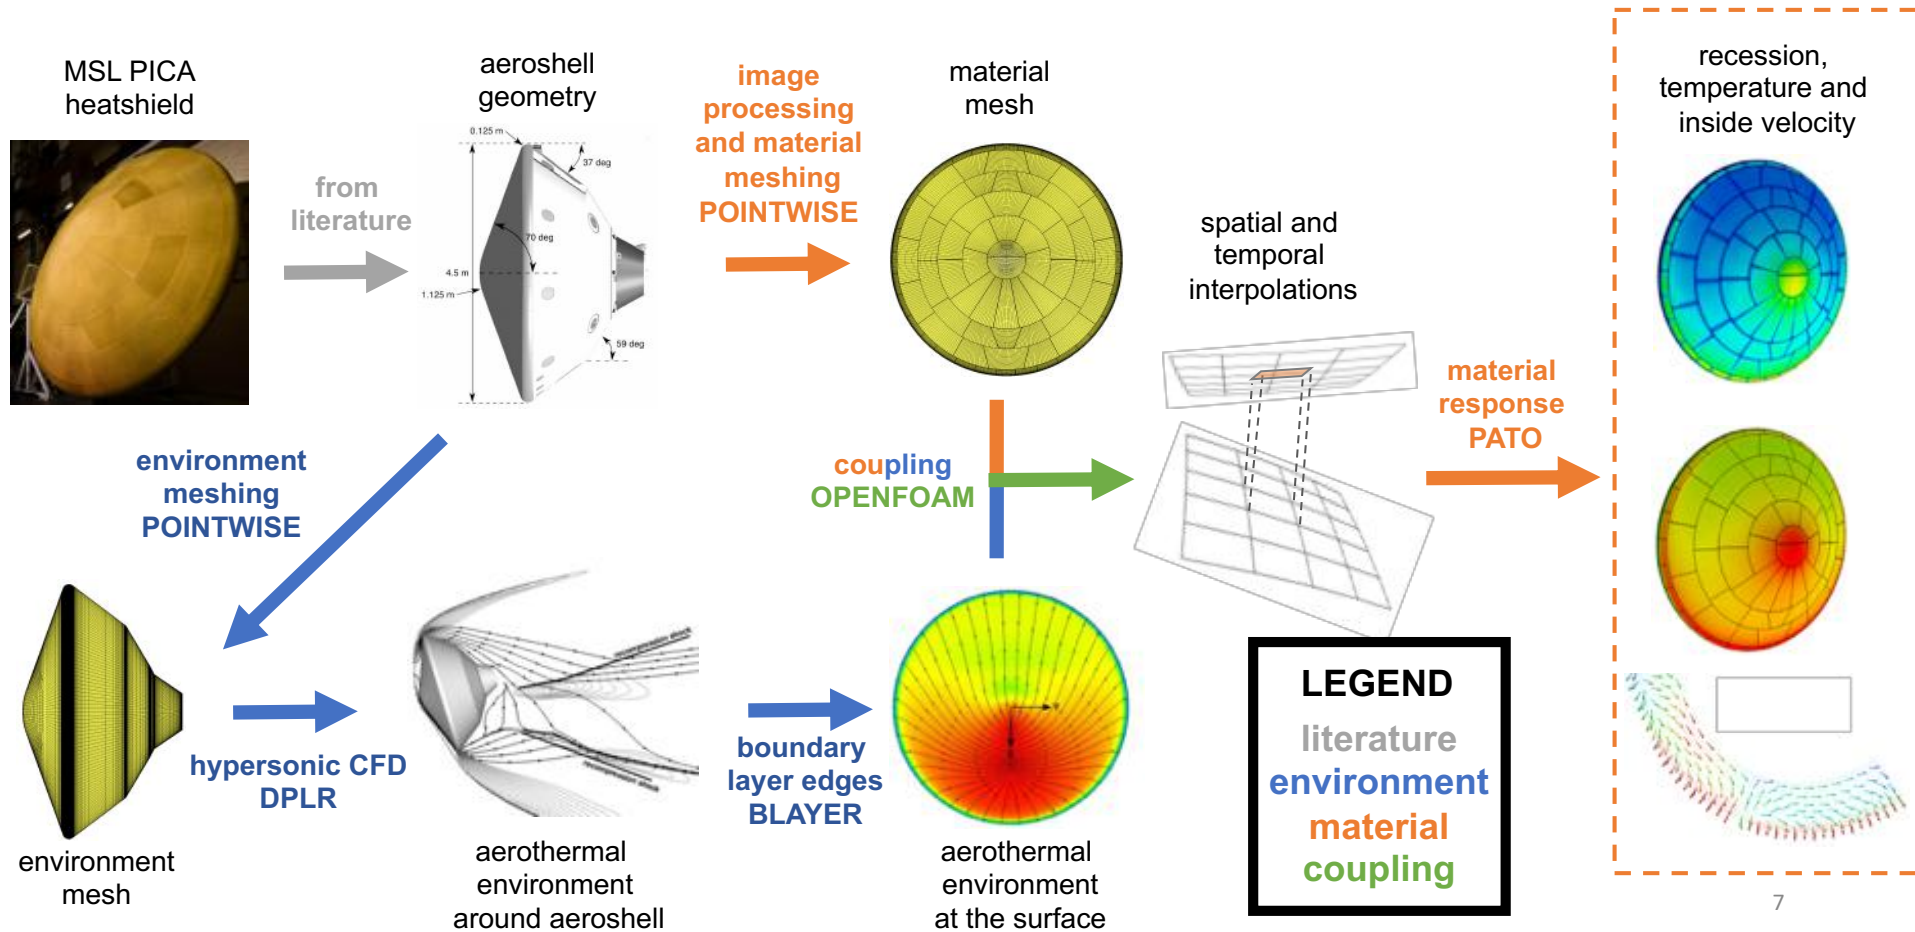 MSL PICA
heatshield
from
literature
aeroshell
geometry
0.125 m
37 deg
70 deg
4.5 m
1.125 m
59 deg
image
processing
and material
meshing
POINTWISE
material
mesh
spatial and
temporal
interpolations
material
response
PATO
recession,
temperature and
inside velocity
environment
meshing
POINTWISE
coupling
OPENFOAM
environment
mesh
hypersonic CFD
DPLR
aerothermal
environment
around aeroshell
boundary
layer edges
BLAYER
aerothermal
environment
at the surface
LEGEND
literature
environment
material
coupling
7